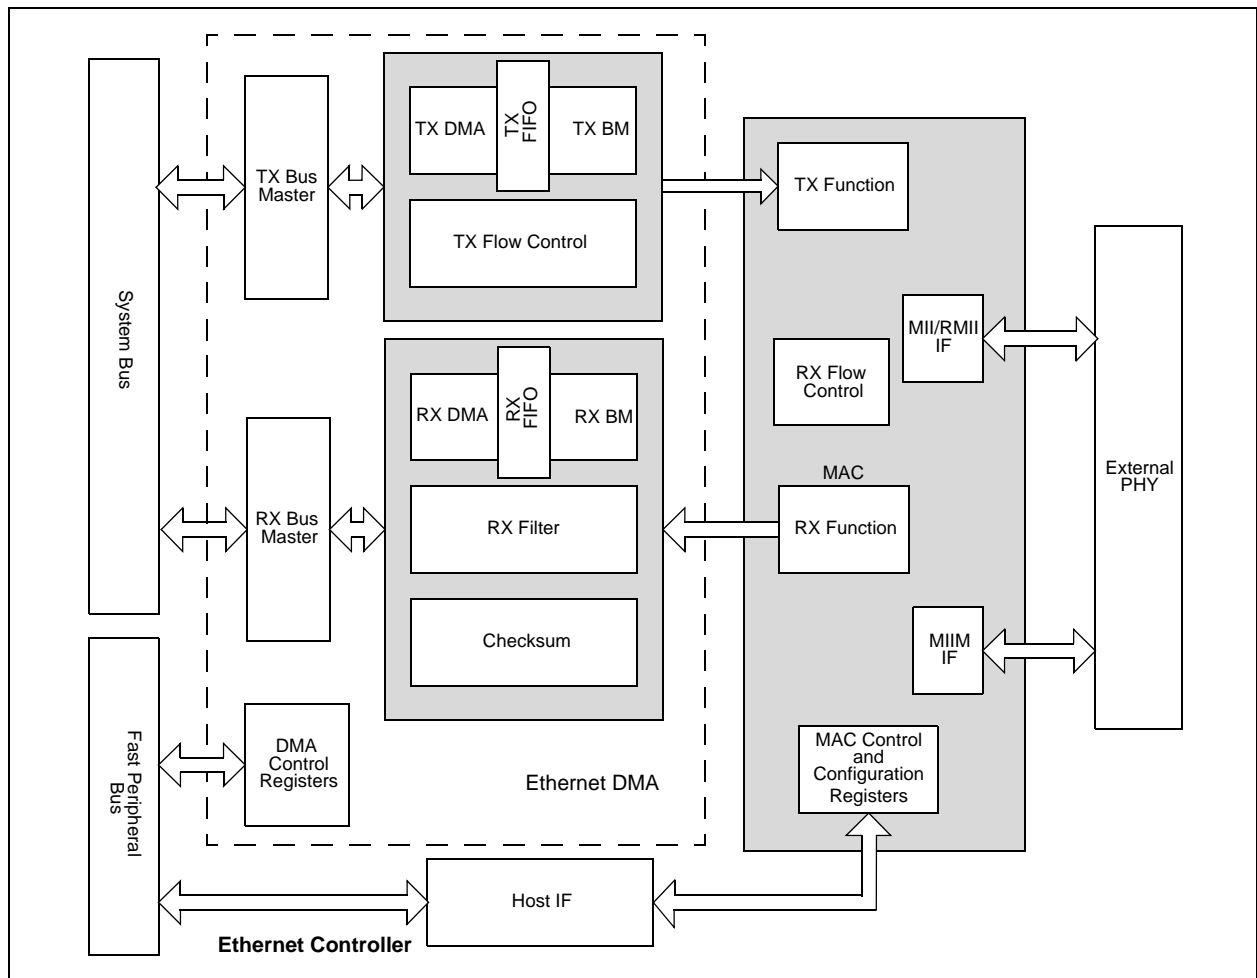 System Bus
TX Bus
Master
TX DMA
TX
FIFO
TX BM
TX Flow Control
TX Function
MII/RMII
IF
RX Flow
Control
RX Bus
Master
RX DMA
RX
FIFO
RX BM
RX Filter
Checksum
MAC
RX Function
MIIM
IF
External
PHY
Fast Peripheral
Bus
DMA
Control
Registers
Ethernet DMA
MAC Control
and
Configuration
Registers
Host IF
Ethernet Controller